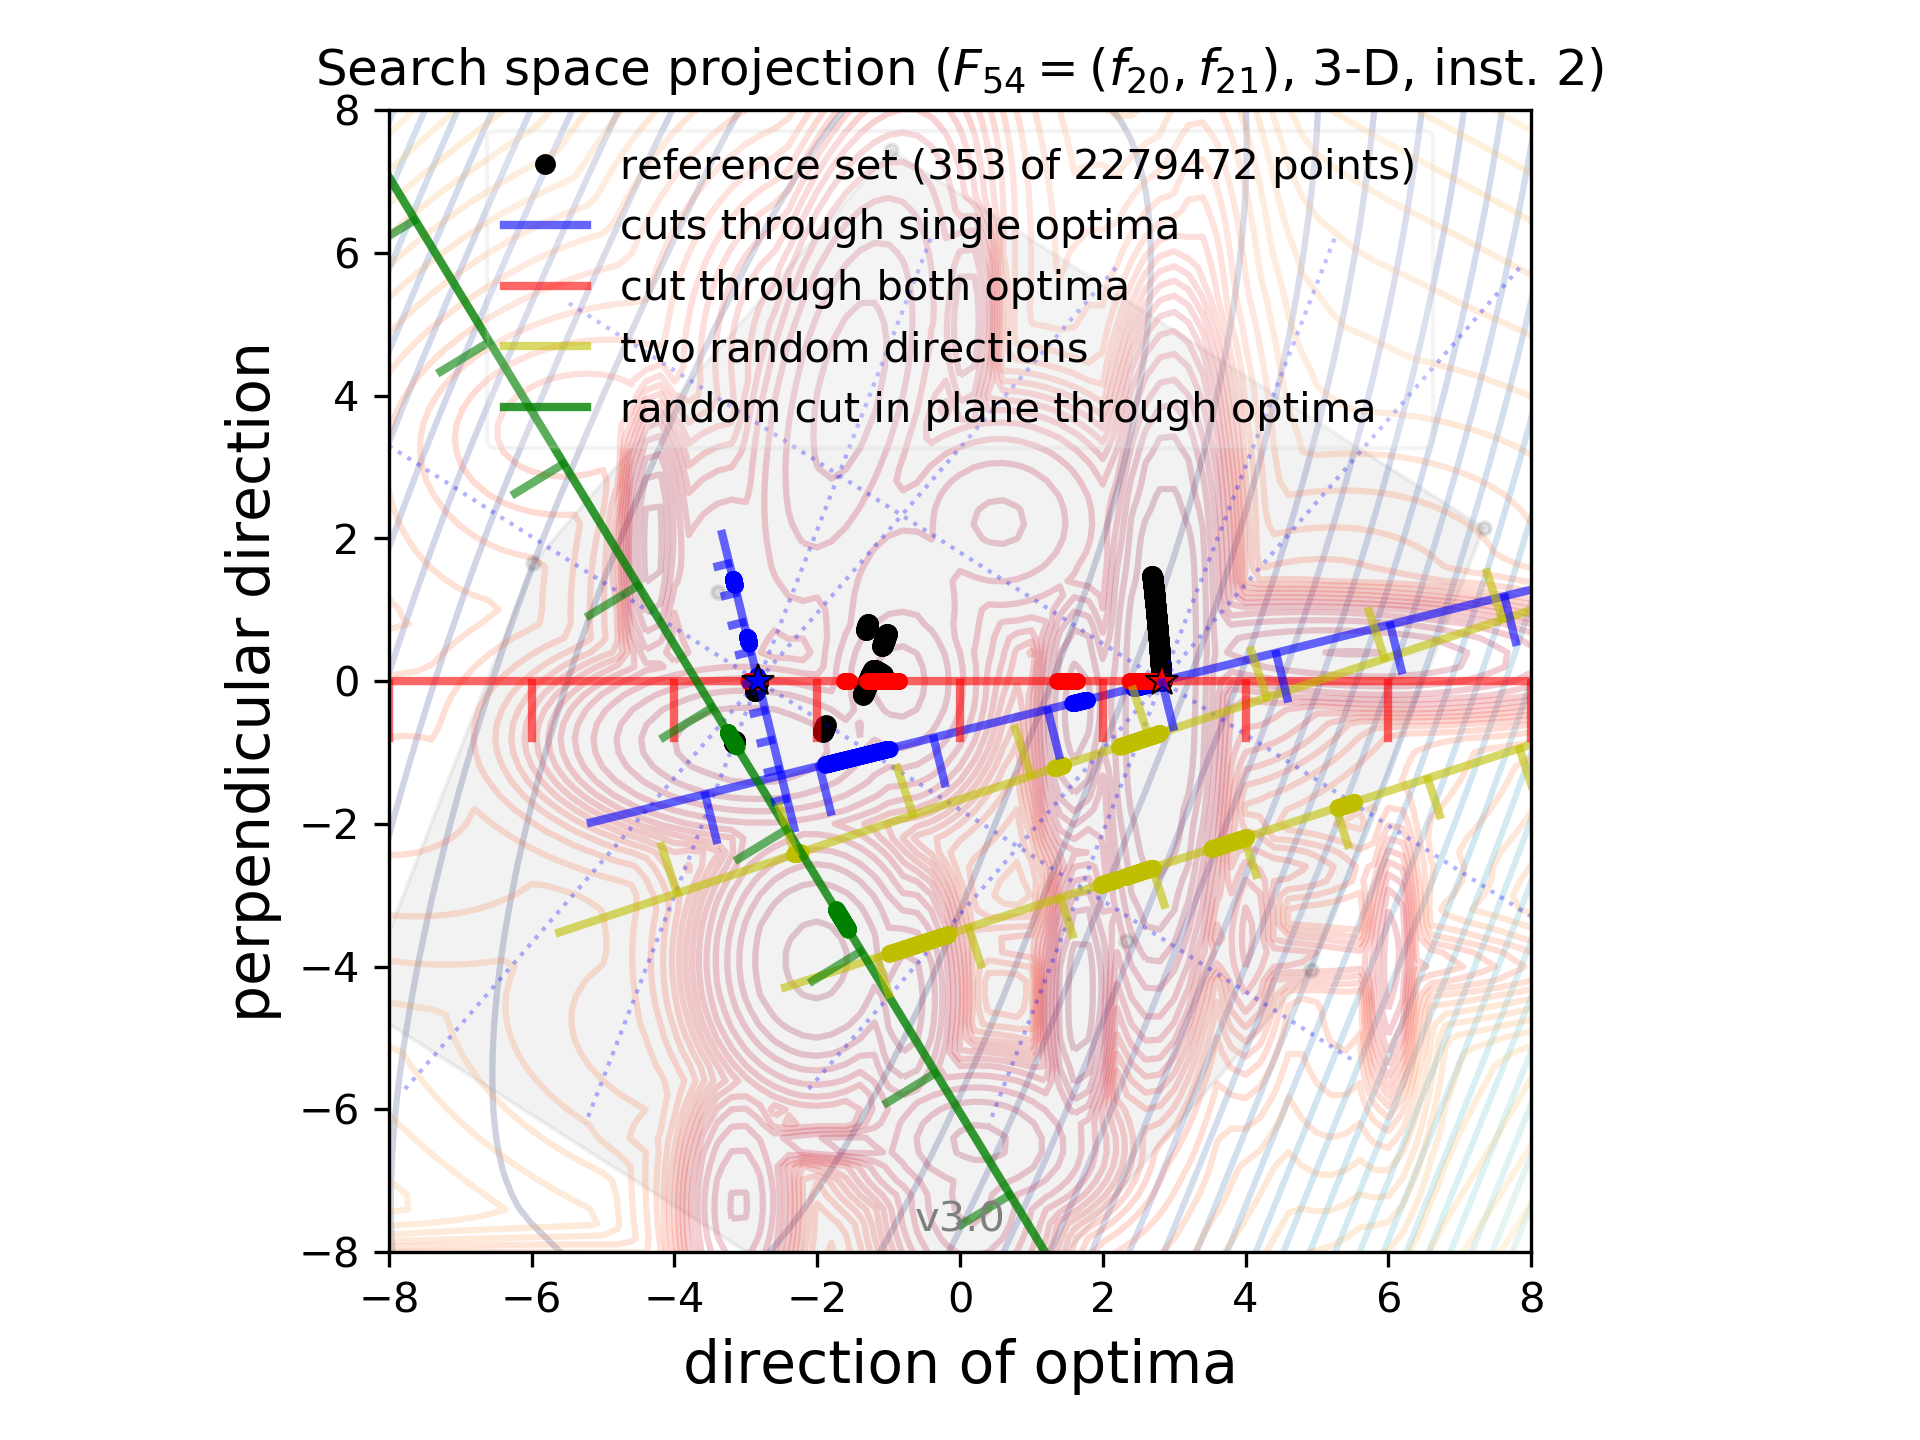 Search space projection (F54 = (f20, f21), 3-D, inst. 2)
reference set (353 of 2279472 points)
cuts through single optima
cut through both optima
two random directions
random cut in plane through optima
8
6
4
2
0
−2
−4
−6
−8
perpendicular direction
v3.0
−8 −6 −4 −2 0 2 4 6 8
direction of optima